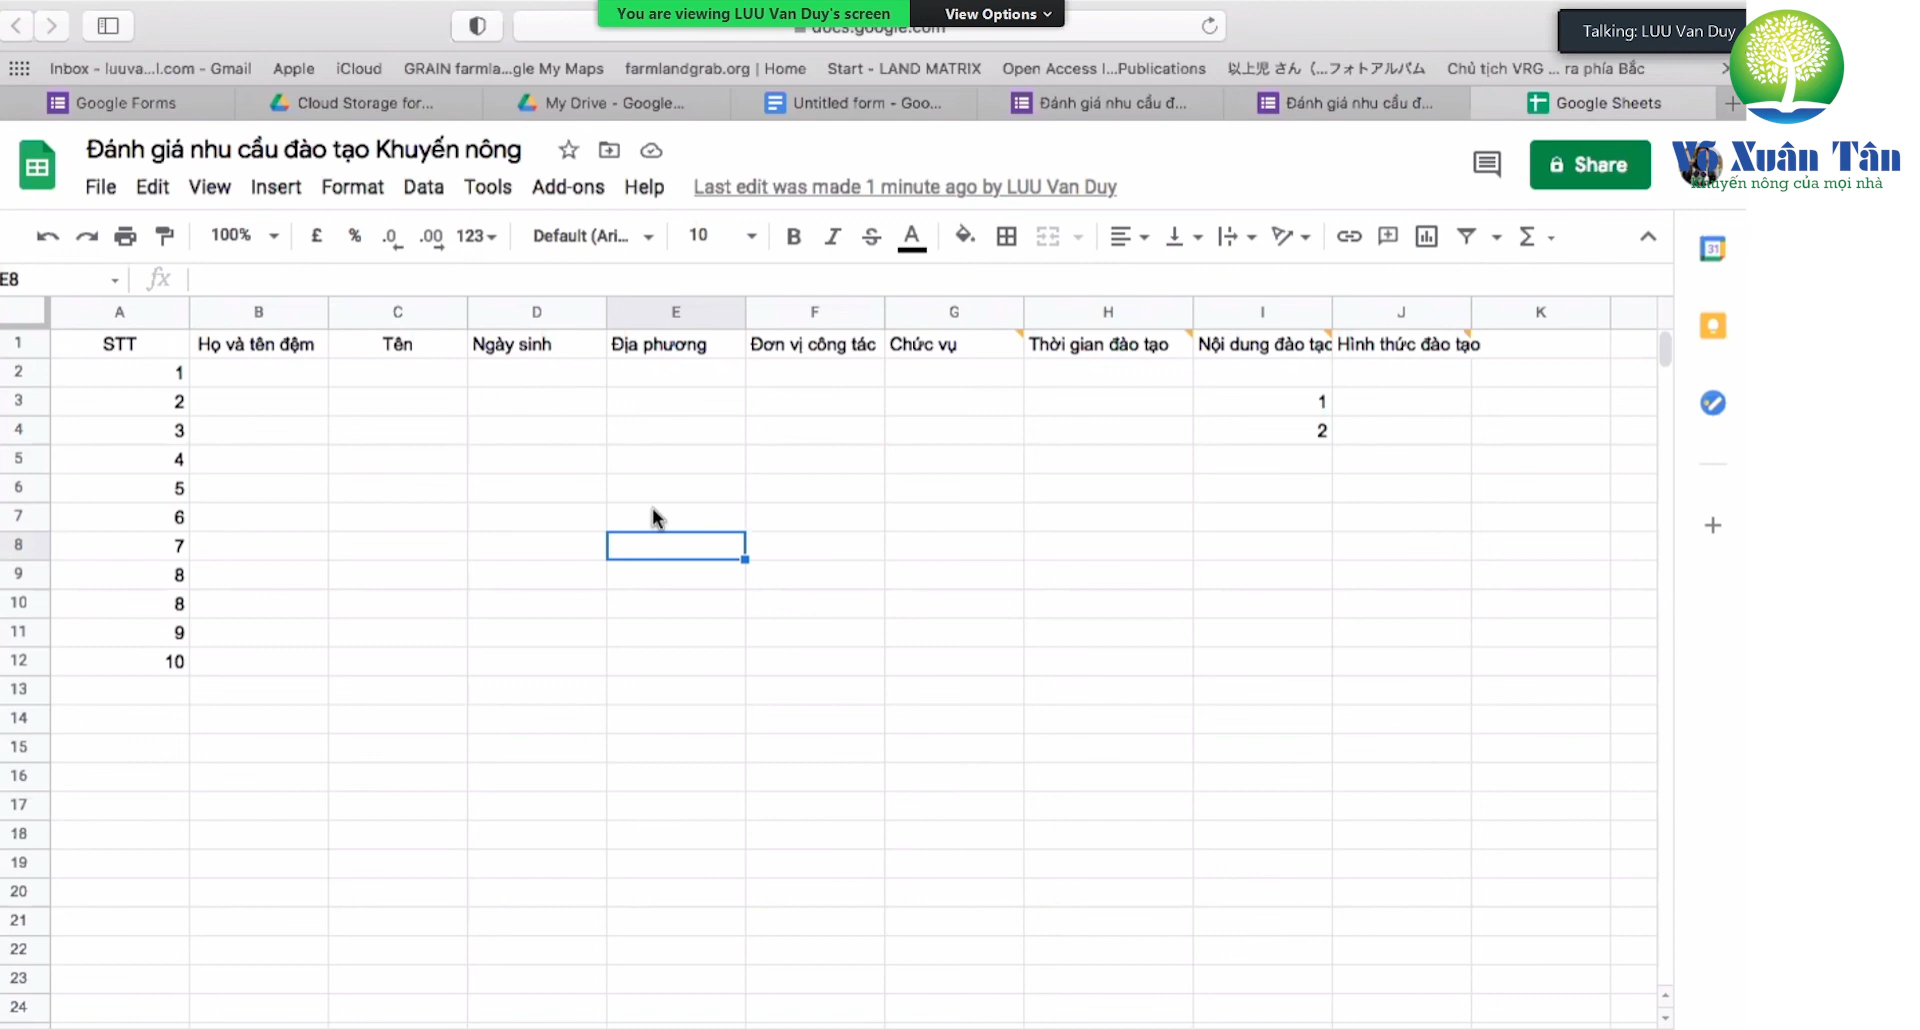 You are viewing LUU Van Duy's screen
View Options
Talking: LUU Van Duy
docs.google.com
Inbox - luuva...l.com - Gmail
Apple
iCloud
GRAIN farmla...gle My Maps
farmlandgrab.org | Home
Start - LAND MATRIX
Open Access I...Publications
以上児 さん (...フォトアルバム
Chủ tịch VRG ... ra phía Bắc
Google Forms
Cloud Storage for...
My Drive - Google...
Untitled form - Goo...
Đánh giá nhu cầu đ...
Đánh giá nhu cầu đ...
Google Sheets
Đánh giá nhu cầu đào tạo Khuyến nông
Share
Võ Xuân Tân
Khuyến nông của mọi nhà
File Edit View Insert Format Data Tools Add-ons Help
Last edit was made 1 minute ago by LUU Van Duy
100% £ % .0 .00 123 Default (Ari... 10 B I S A Σ
31
E8 fx
A B C D E F G H I J K
1 STT Họ và tên đệm Tên Ngày sinh Địa phương Đơn vị công tác Chức vụ Thời gian đào tạo Nội dung đào tạo Hình thức đào tạo
2 1
3 2 1
4 3 2
5 4
6 5
7 6
8 7
9 8
10 8
11 9
12 10
13
14
15
16
17
18
19
20
21
22
23
24